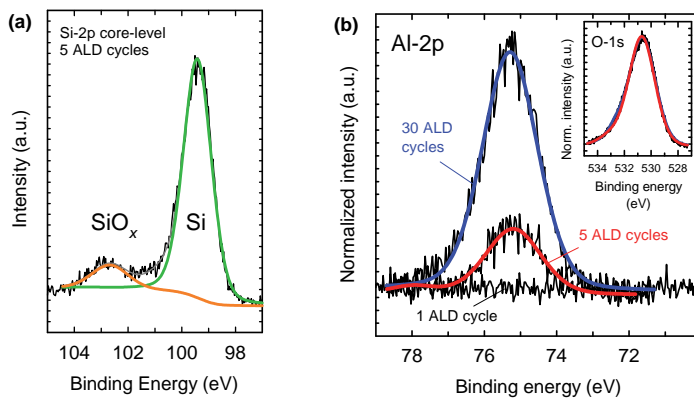 (a)
Si-2p core-level
5 ALD cycles
SiOₓ
Si
Intensity (a.u.)
104 102 100 98
Binding Energy (eV)
(b)
Al-2p
30 ALD
cycles
5 ALD cycles
1 ALD cycle
Normalized intensity (a.u.)
78 76 74 72
Binding energy (eV)
O-1s
Norm. intensity (a.u.)
534 532 530 528
Binding energy
(eV)